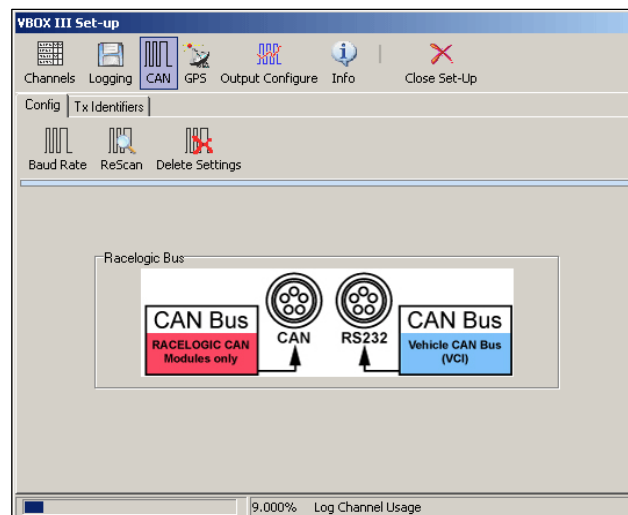 VBOX III Set-up
Channels Logging CAN GPS Output Configure Info Close Set-Up
Config Tx Identifiers
Baud Rate ReScan Delete Settings
Racelogic Bus
CAN Bus
RACELOGIC CAN
Modules only
CAN
RS232
CAN Bus
Vehicle CAN Bus
(VCI)
9.000% Log Channel Usage